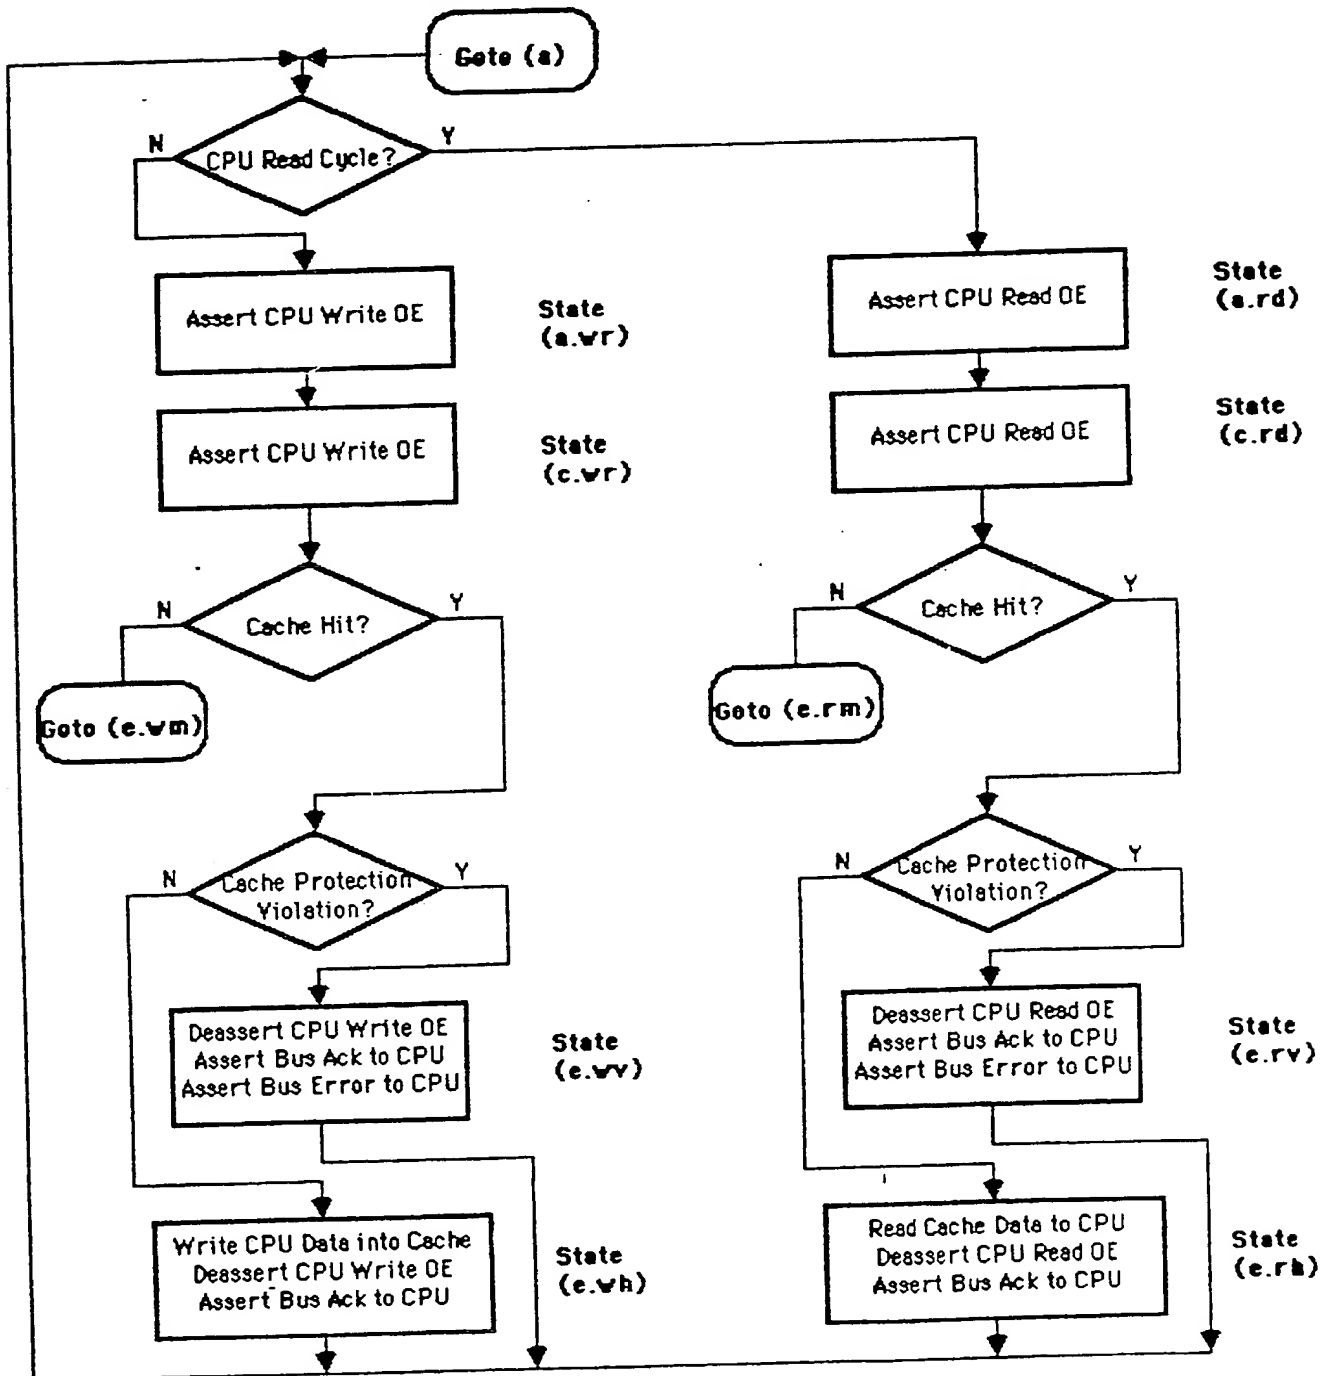 Goto (a)
N
Y
CPU Read Cycle?
Assert CPU Write OE
State
(a.wr)
Assert CPU Read OE
State
(a.rd)
Assert CPU Write OE
State
(c.wr)
Assert CPU Read OE
State
(c.rd)
N
Cache Hit?
Y
Goto (e.wm)
N
Cache Hit?
Y
Goto (e.rm)
N
Cache Protection
Violation?
Y
N
Cache Protection
Violation?
Y
Deassert CPU Write OE
Assert Bus Ack to CPU
Assert Bus Error to CPU
State
(e.wv)
Deassert CPU Read OE
Assert Bus Ack to CPU
Assert Bus Error to CPU
State
(e.rv)
Write CPU Data into Cache
Deassert CPU Write OE
Assert Bus Ack to CPU
State
(e.wh)
Read Cache Data to CPU
Deassert CPU Read OE
Assert Bus Ack to CPU
State
(e.rh)